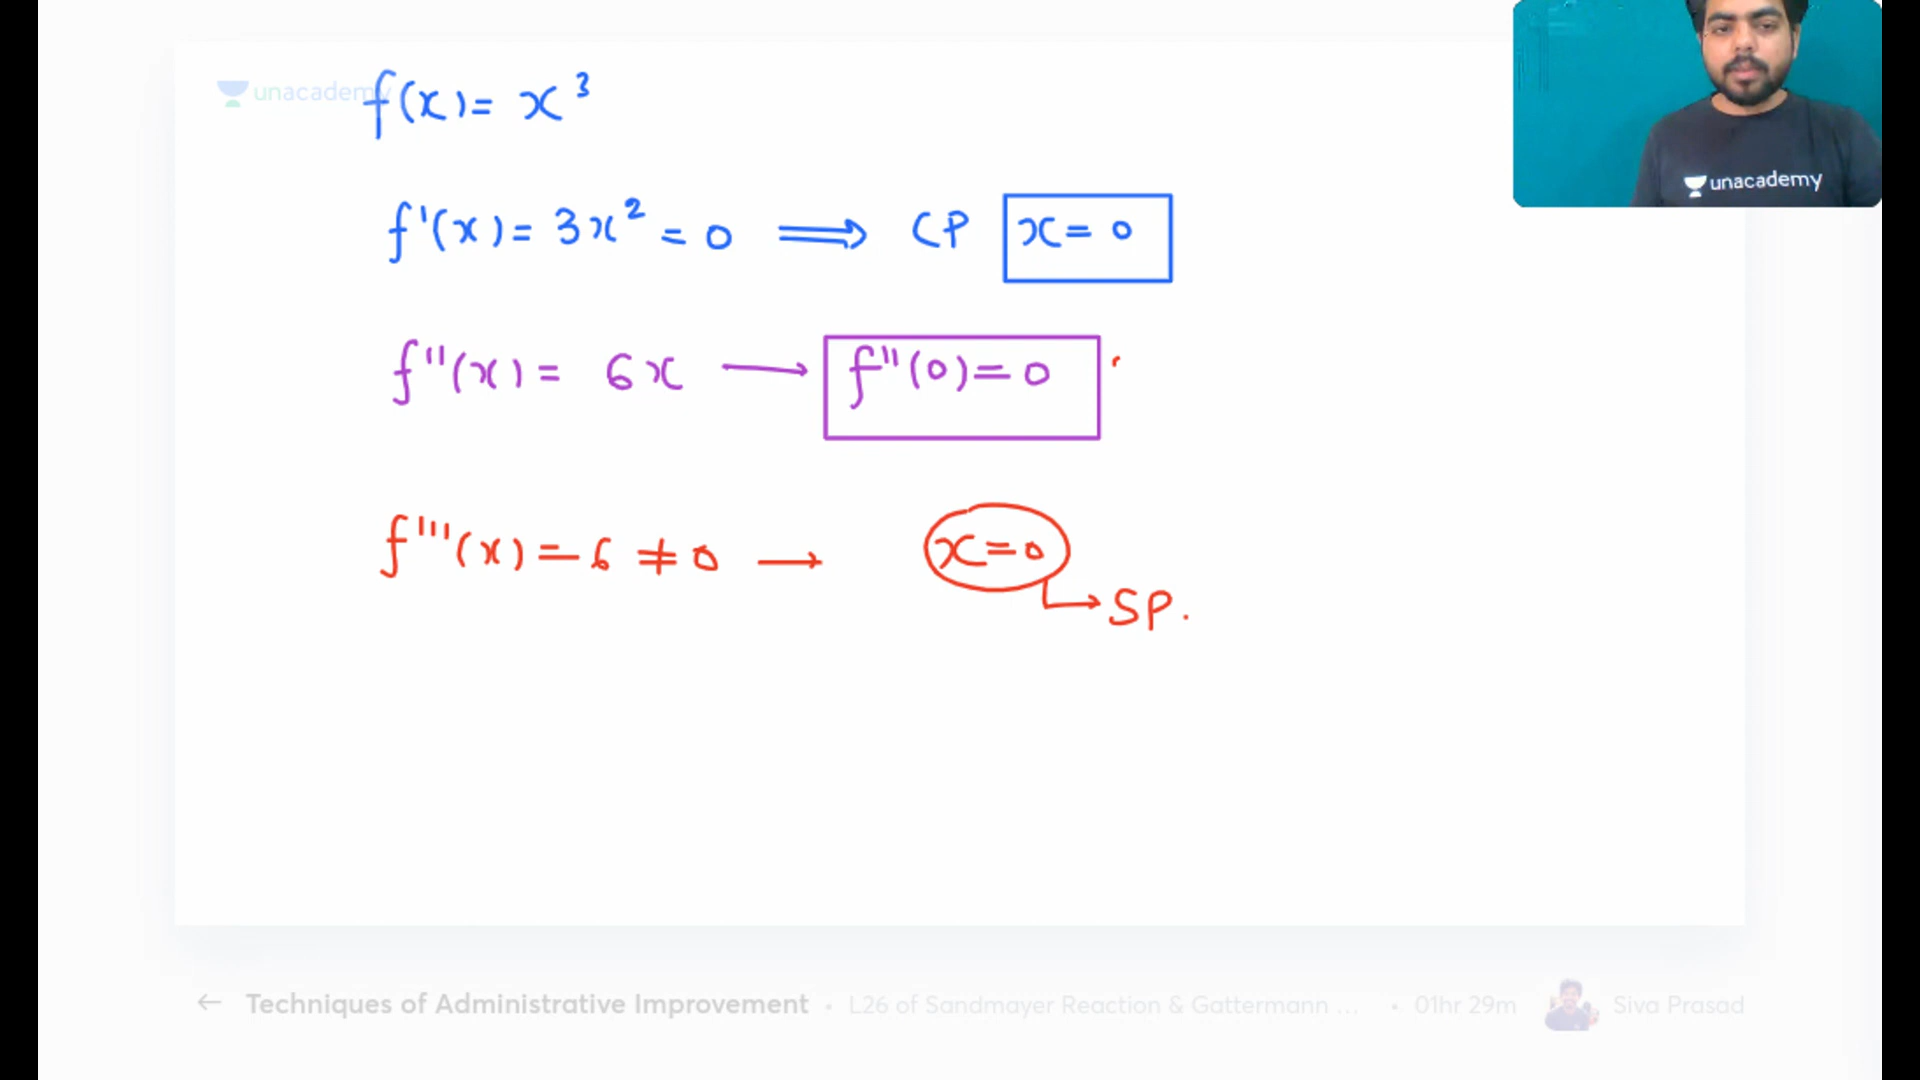 unacademy
f(x) = x³
f'(x) = 3x² = 0 ⟹ CP x = 0
f''(x) = 6x ⟶ f''(0) = 0
f'''(x) = 6 ≠ 0 ⟶ x = 0
↳ SP.
unacademy
← Techniques of Administrative Improvement • L26 of Sandmayer Reaction & Gattermann ... • 01hr 29m Siva Prasad